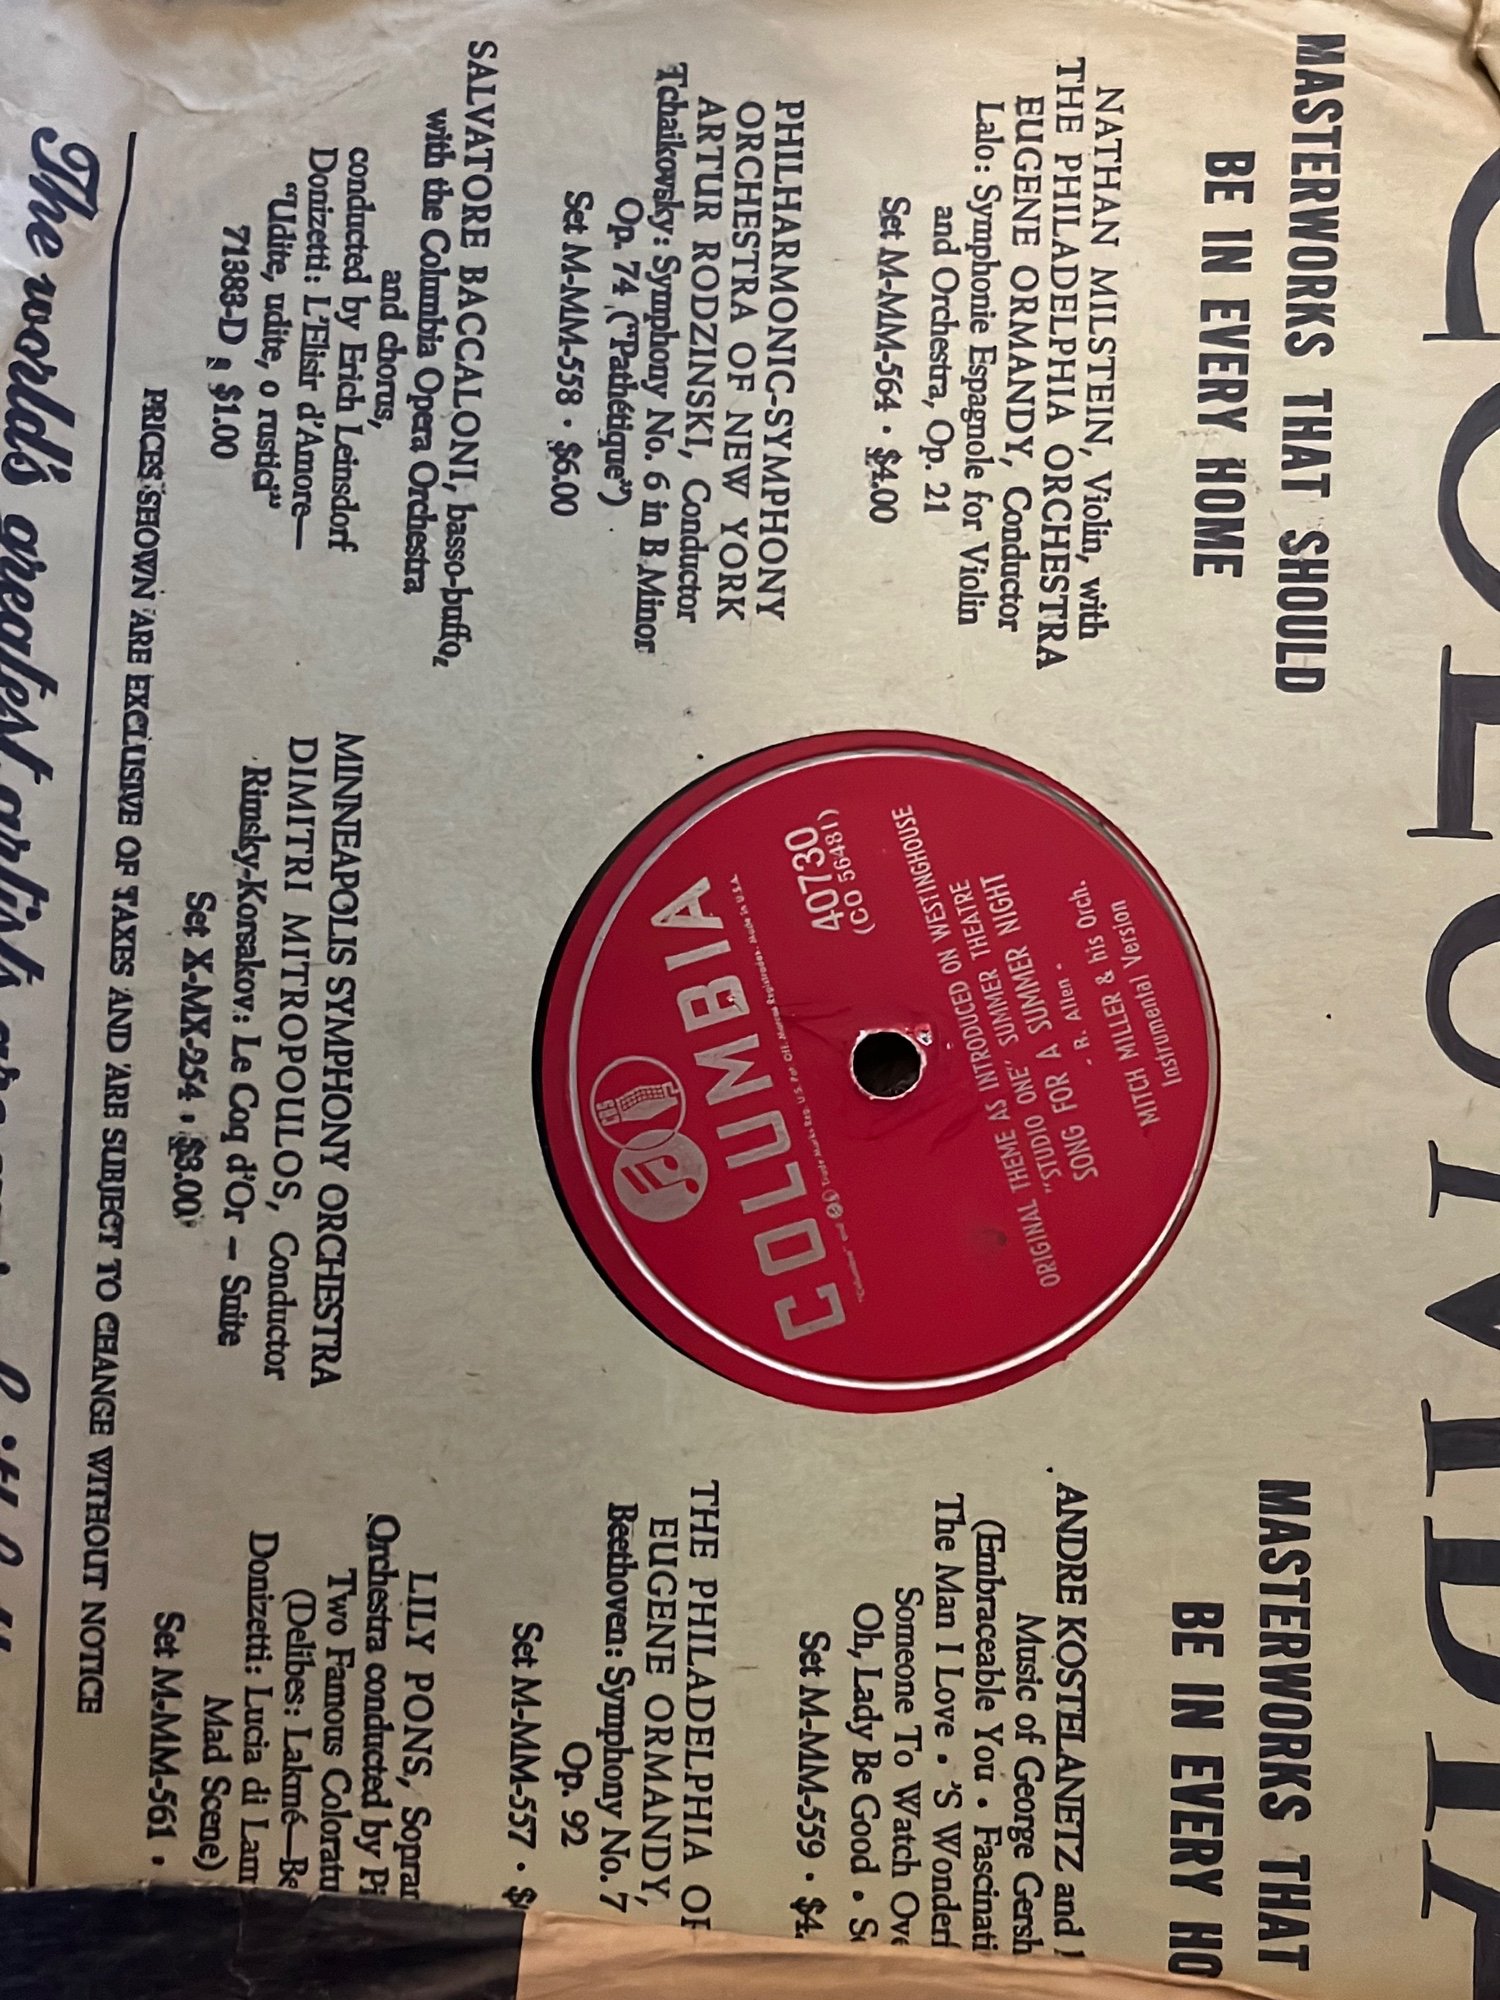 COLUMBIA
MASTERWORKS THAT SHOULD
BE IN EVERY HOME
NATHAN MILSTEIN, Violin, with
THE PHILADELPHIA ORCHESTRA
EUGENE ORMANDY, Conductor
Lalo: Symphonie Espagnole for Violin
and Orchestra, Op. 21
Set M-MM-564 · $4.00
PHILHARMONIC-SYMPHONY
ORCHESTRA OF NEW YORK
ARTUR RODZINSKI, Conductor
Tchaikovsky: Symphony No. 6 in B Minor
Op. 74 ("Pathétique")
Set M-MM-558 · $6.00
SALVATORE BACCALONI, basso-buffo,
with the Columbia Opera Orchestra
and chorus,
conducted by Erich Leinsdorf
Donizetti: L'Elisir d'Amore—
"Udite, udite, o rustici"
71383-D · $1.00
COLUMBIA
40730
(CO 56481)
ORIGINAL THEME AS INTRODUCED ON WESTINGHOUSE
"STUDIO ONE" SUMMER THEATRE
SONG FOR A SUMMER NIGHT
- R. Allen -
MITCH MILLER & his Orch.
Instrumental Version
MINNEAPOLIS SYMPHONY ORCHESTRA
DIMITRI MITROPOULOS, Conductor
Rimsky-Korsakov: Le Coq d'Or — Suite
Set X-MX-254 · $3.00
MASTERWORKS THAT
BE IN EVERY HO
ANDRE KOSTELANETZ and
Music of George Gersh
(Embraceable You · Fascinati
The Man I Love · 'S Wonderf
Someone To Watch Ove
Oh, Lady Be Good · S
Set M-MM-559 · $4.
THE PHILADELPHIA OR
EUGENE ORMANDY,
Beethoven: Symphony No. 7
Op. 92
Set M-MM-557 · $
LILY PONS, Sopran
Orchestra conducted by Pi
Two Famous Coloratu
(Delibes: Lakmé—Be
Donizetti: Lucia di Lam
Mad Scene)
Set M-MM-561 ·
PRICES SHOWN ARE EXCLUSIVE OF TAXES AND ARE SUBJECT TO CHANGE WITHOUT NOTICE
The world's greatest artists